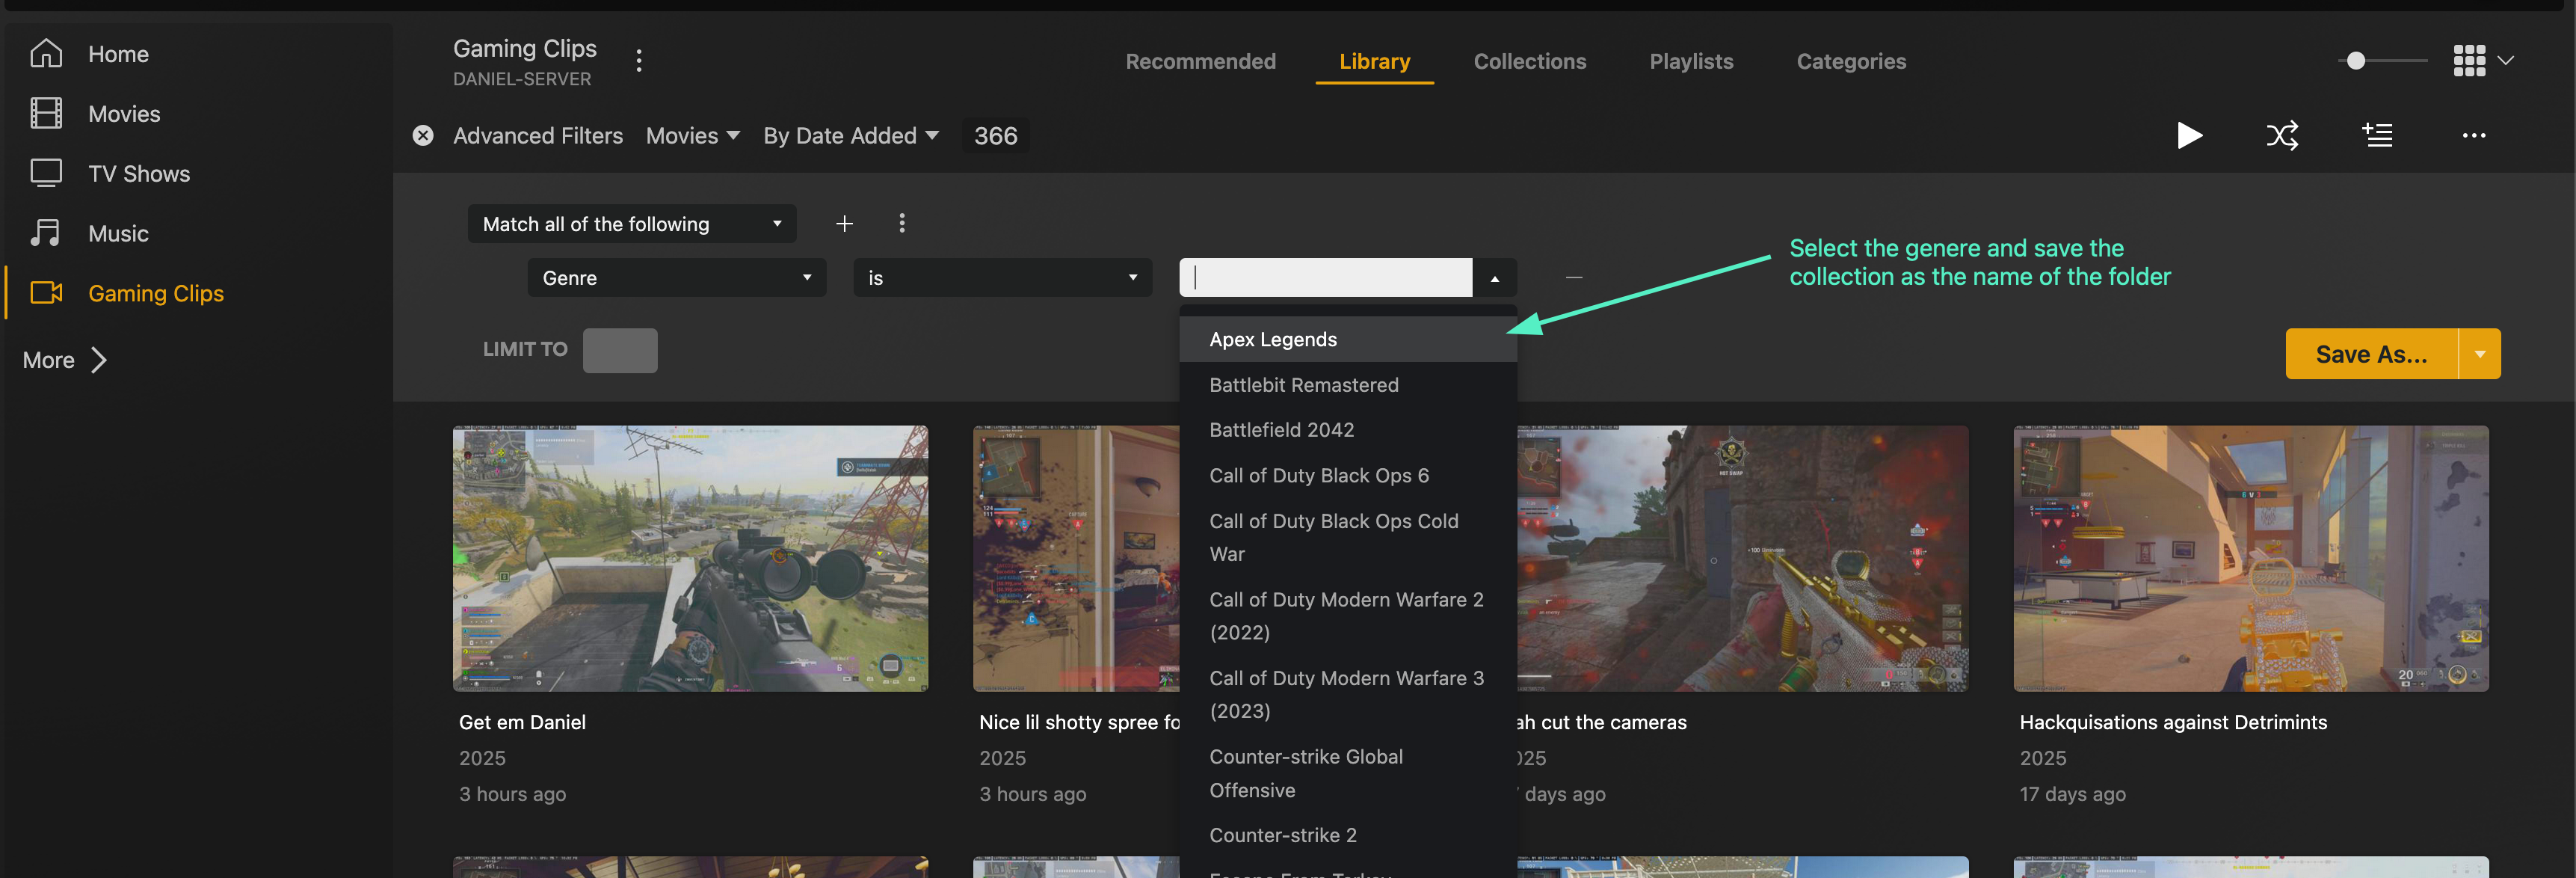 Home
Movies
TV Shows
Music
Gaming Clips
More
Gaming Clips
DANIEL-SERVER
Recommended
Library
Collections
Playlists
Categories
Advanced Filters
Movies
By Date Added
366
Match all of the following
Genre
is
LIMIT TO
Apex Legends
Battlebit Remastered
Battlefield 2042
Call of Duty Black Ops 6
Call of Duty Black Ops Cold
War
Call of Duty Modern Warfare 2
(2022)
Call of Duty Modern Warfare 3
(2023)
Counter-strike Global
Offensive
Counter-strike 2
Select the genere and save the
collection as the name of the folder
Save As...
Get em Daniel
2025
3 hours ago
Nice lil shotty spree
2025
3 hours ago
cut the cameras
days ago
Hackquisations against Detrimints
2025
17 days ago